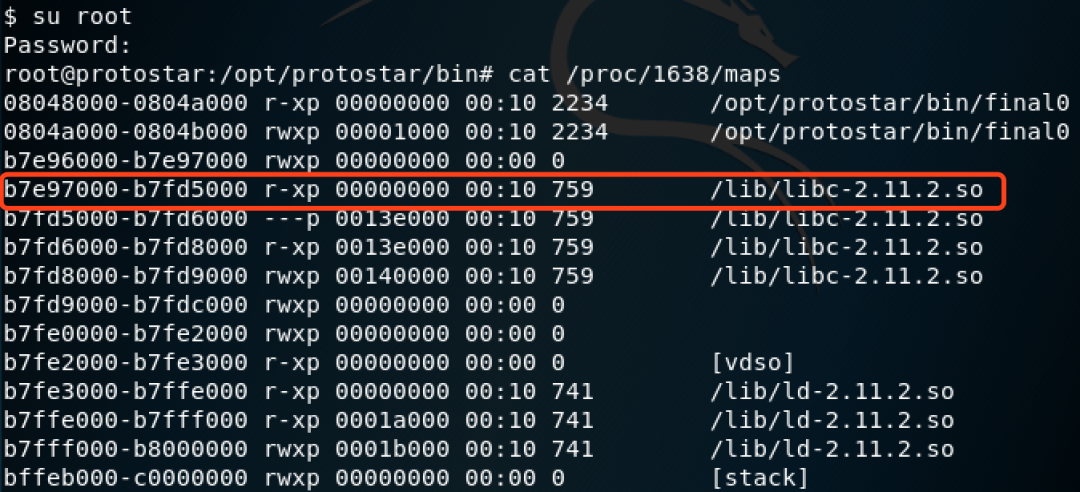 $ su root
Password:
root@protostar:/opt/protostar/bin# cat /proc/1638/maps
08048000-0804a000 r-xp 00000000 00:10 2234 /opt/protostar/bin/final0
0804a000-0804b000 rwxp 00001000 00:10 2234 /opt/protostar/bin/final0
b7e96000-b7e97000 rwxp 00000000 00:00 0
b7e97000-b7fd5000 r-xp 00000000 00:10 759 /lib/libc-2.11.2.so
b7fd5000-b7fd6000 ---p 0013e000 00:10 759 /lib/libc-2.11.2.so
b7fd6000-b7fd8000 r-xp 0013e000 00:10 759 /lib/libc-2.11.2.so
b7fd8000-b7fd9000 rwxp 00140000 00:10 759 /lib/libc-2.11.2.so
b7fd9000-b7fdc000 rwxp 00000000 00:00 0
b7fe0000-b7fe2000 rwxp 00000000 00:00 0
b7fe2000-b7fe3000 r-xp 00000000 00:00 0 [vdso]
b7fe3000-b7ffe000 r-xp 00000000 00:10 741 /lib/ld-2.11.2.so
b7ffe000-b7fff000 r-xp 0001a000 00:10 741 /lib/ld-2.11.2.so
b7fff000-b8000000 rwxp 0001b000 00:10 741 /lib/ld-2.11.2.so
bffeb000-c0000000 rwxp 00000000 00:00 0 [stack]